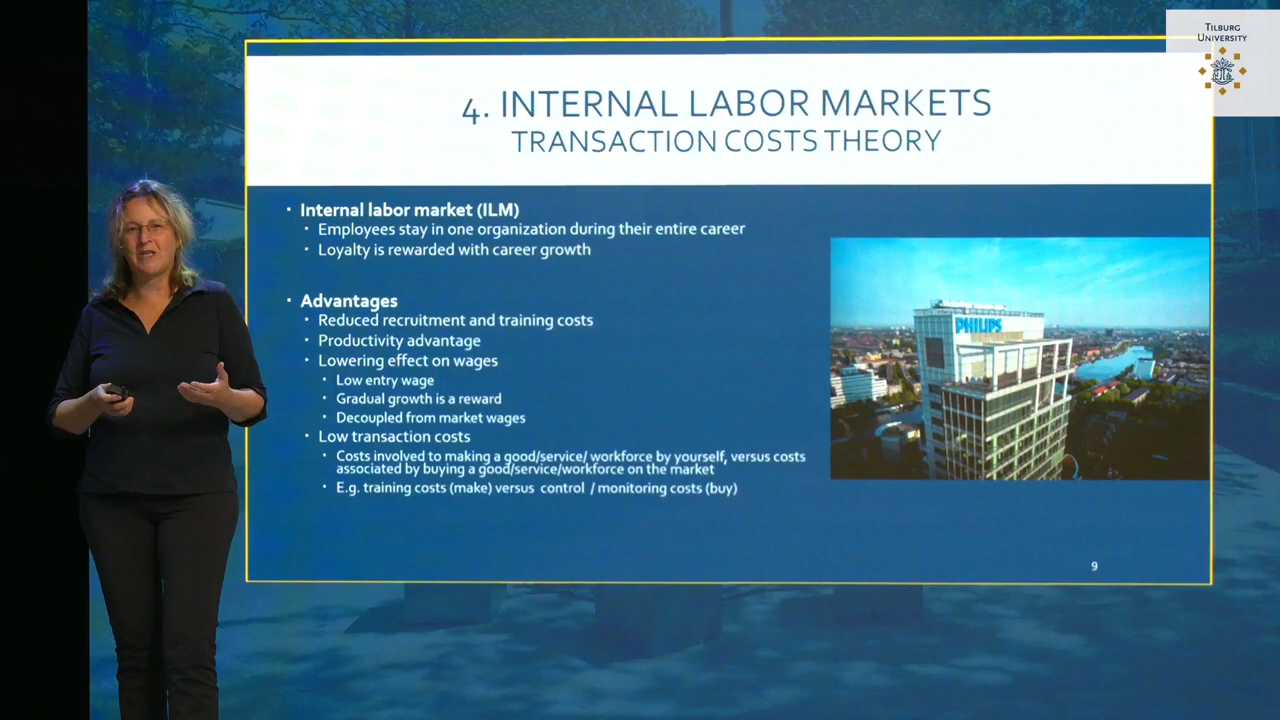 TILBURG
UNIVERSITY
4. INTERNAL LABOR MARKETS
TRANSACTION COSTS THEORY
• Internal labor market (ILM)
• Employees stay in one organization during their entire career
• Loyalty is rewarded with career growth
• Advantages
• Reduced recruitment and training costs
• Productivity advantage
• Lowering effect on wages
• Low entry wage
• Gradual growth is a reward
• Decoupled from market wages
• Low transaction costs
• Costs involved to making a good/service/ workforce by yourself, versus costs
associated by buying a good/service/workforce on the market
• E.g. training costs (make) versus control / monitoring costs (buy)
PHILIPS
9